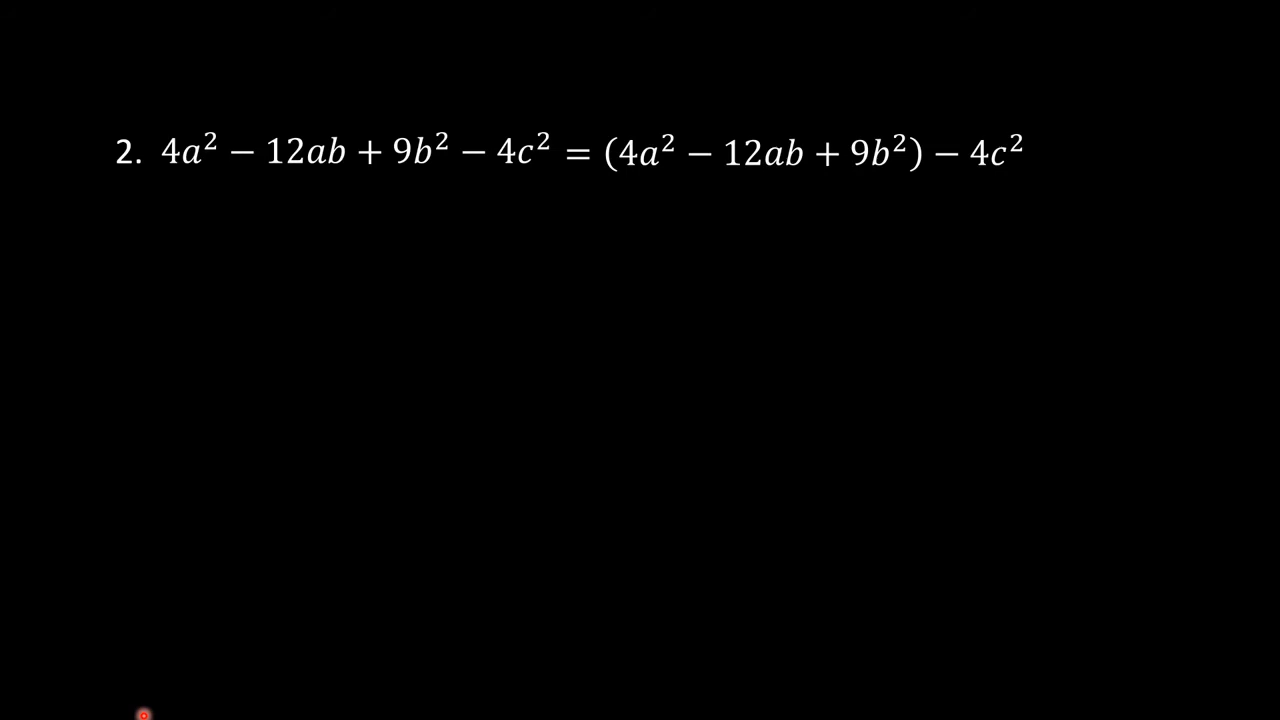 2. 4a² − 12ab + 9b² − 4c² = (4a² − 12ab + 9b²) − 4c²